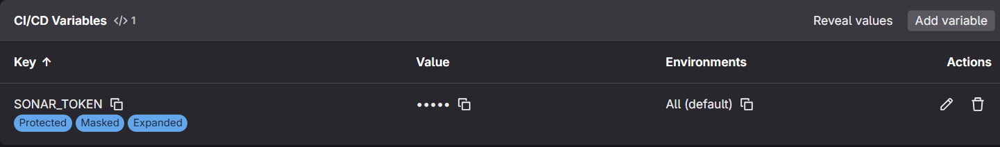 CI/CD Variables </> 1 Reveal values Add variable
Key ↑ Value Environments Actions
SONAR_TOKEN ••••• All (default)
Protected Masked Expanded